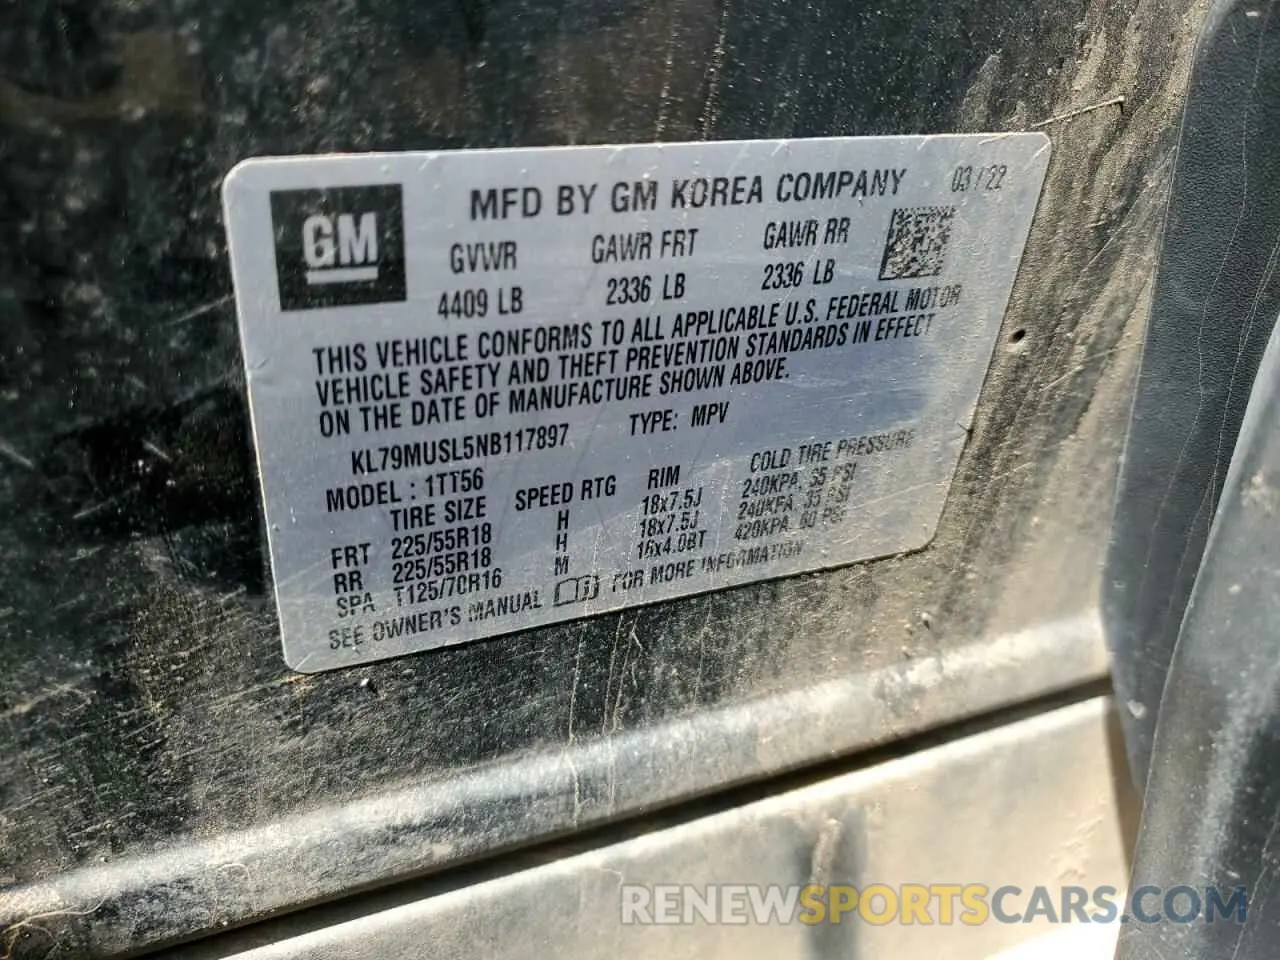 GM
MFD BY GM KOREA COMPANY 03/22
GVWR GAWR FRT GAWR RR
4409 LB 2336 LB 2336 LB
THIS VEHICLE CONFORMS TO ALL APPLICABLE U.S. FEDERAL MOTOR
VEHICLE SAFETY AND THEFT PREVENTION STANDARDS IN EFFECT
ON THE DATE OF MANUFACTURE SHOWN ABOVE.
KL79MUSL5NB117897 TYPE: MPV
MODEL : 1TT56
TIRE SIZE SPEED RTG RIM COLD TIRE PRESSURE
FRT 225/55R18 H 18x7.5J 240KPA, 35 PSI
RR 225/55R18 H 18x7.5J 240KPA, 35 PSI
SPA T125/70R16 M 16x4.0BT 420KPA, 60 PSI
SEE OWNER'S MANUAL FOR MORE INFORMATION
RENEWSPORTSCARS.COM